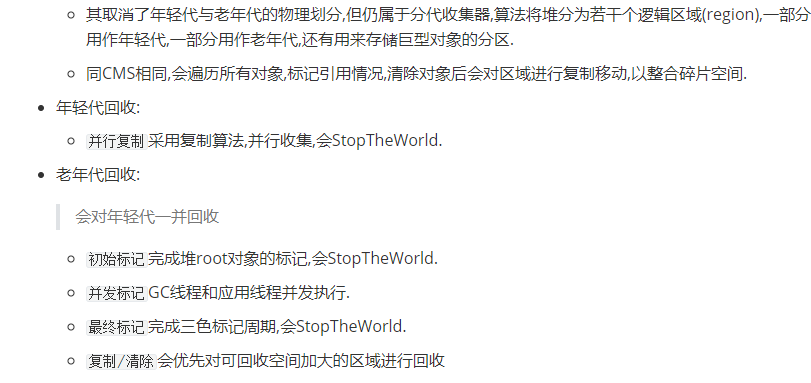 其取消了年轻代与老年代的物理划分,但仍属于分代收集器,算法将堆分为若干个逻辑区域(region),一部分
用作年轻代,一部分用作老年代,还有用来存储巨型对象的分区.
同CMS相同,会遍历所有对象,标记引用情况,清除对象后会对区域进行复制移动,以整合碎片空间.
年轻代回收:
并行复制 采用复制算法,并行收集,会StopTheWorld.
老年代回收:
会对年轻代一并回收
初始标记 完成堆root对象的标记,会StopTheWorld.
并发标记 GC线程和应用线程并发执行.
最终标记 完成三色标记周期,会StopTheWorld.
复制/清除 会优先对可回收空间加大的区域进行回收